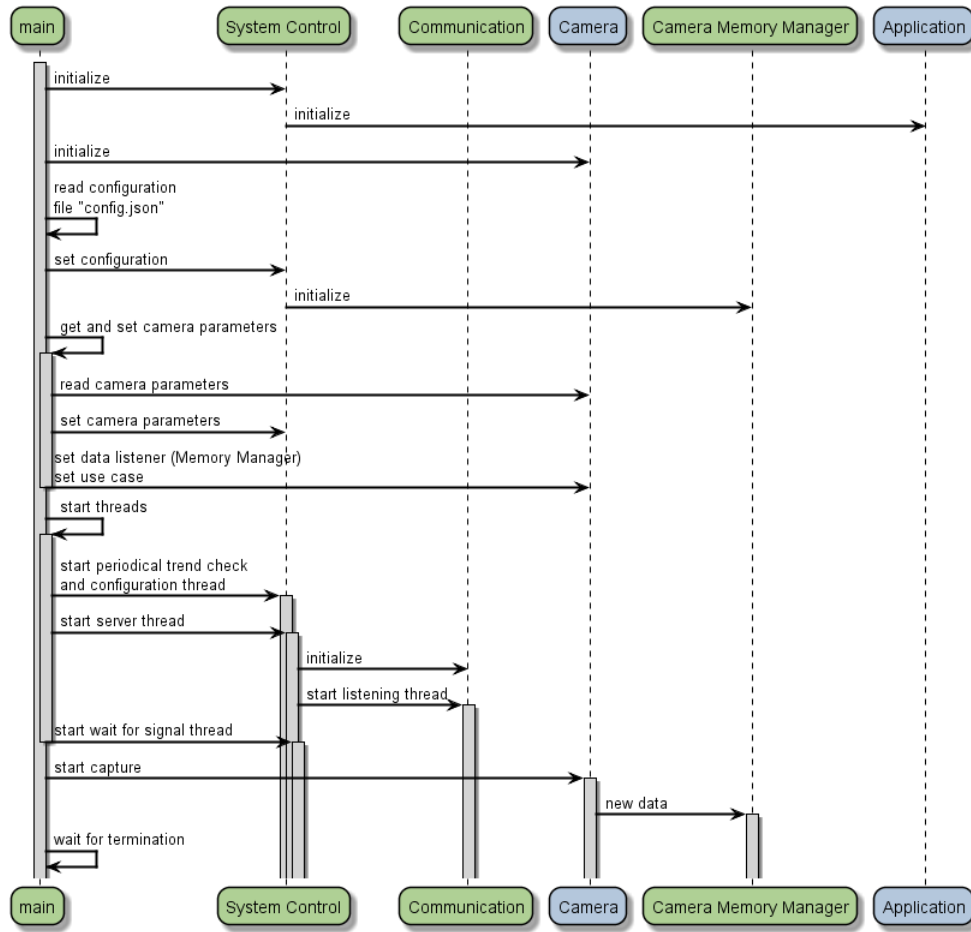 main
System Control
Communication
Camera
Camera Memory Manager
Application
initialize
initialize
initialize
read configuration
file "config.json"
set configuration
initialize
get and set camera parameters
read camera parameters
set camera parameters
set data listener (Memory Manager)
set use case
start threads
start periodical trend check
and configuration thread
start server thread
initialize
start listening thread
start wait for signal thread
start capture
new data
wait for termination
main
System Control
Communication
Camera
Camera Memory Manager
Application